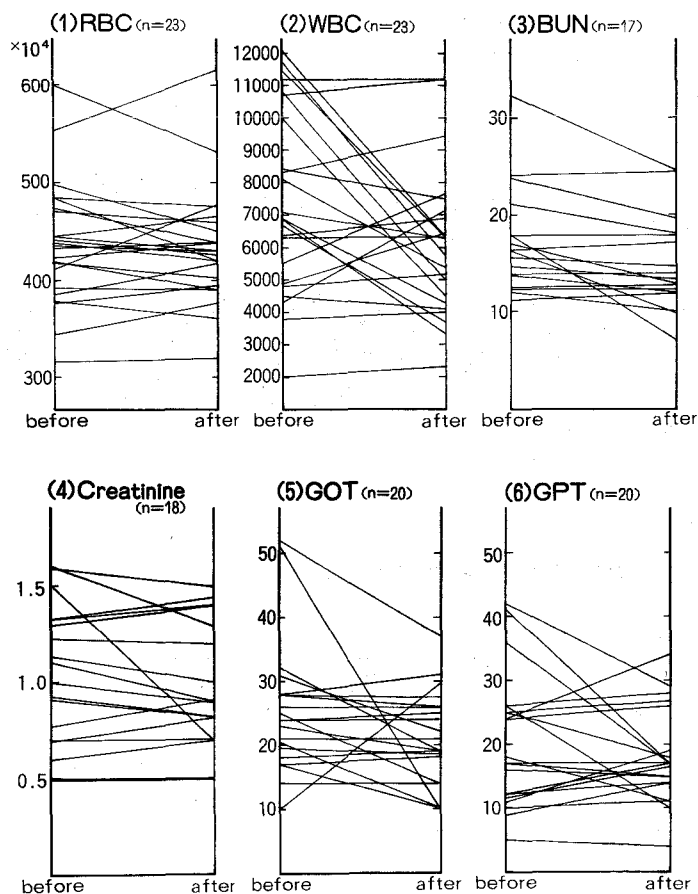 (1)RBC(n=23)
×10⁴
600
500
400
300
before after
(2)WBC(n=23)
12000
11000
10000
9000
8000
7000
6000
5000
4000
3000
2000
before after
(3)BUN(n=17)
30
20
10
before after
(4)Creatinine
(n=18)
1.5
1.0
0.5
before after
(5)GOT(n=20)
50
40
30
20
10
before after
(6)GPT(n=20)
50
40
30
20
10
before after